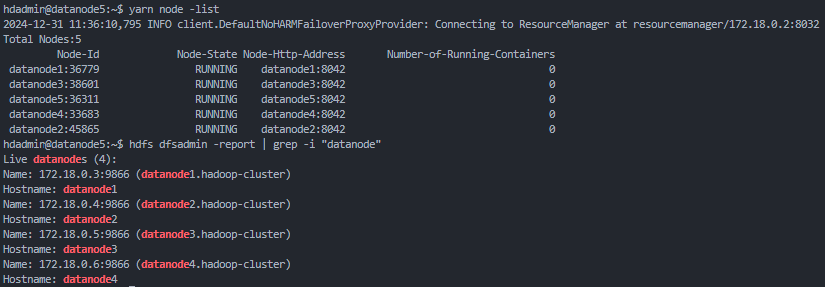 hdadmin@datanode5:~$ yarn node -list
2024-12-31 11:36:10,795 INFO client.DefaultNoHARMFailoverProxyProvider: Connecting to ResourceManager at resourcemanager/172.18.0.2:8032
Total Nodes:5
Node-Id Node-State Node-Http-Address Number-of-Running-Containers
datanode1:36779 RUNNING datanode1:8042 0
datanode3:38601 RUNNING datanode3:8042 0
datanode5:36311 RUNNING datanode5:8042 0
datanode4:33683 RUNNING datanode4:8042 0
datanode2:45865 RUNNING datanode2:8042 0
hdadmin@datanode5:~$ hdfs dfsadmin -report | grep -i "datanode"
Live datanodes (4):
Name: 172.18.0.3:9866 (datanode1.hadoop-cluster)
Hostname: datanode1
Name: 172.18.0.4:9866 (datanode2.hadoop-cluster)
Hostname: datanode2
Name: 172.18.0.5:9866 (datanode3.hadoop-cluster)
Hostname: datanode3
Name: 172.18.0.6:9866 (datanode4.hadoop-cluster)
Hostname: datanode4